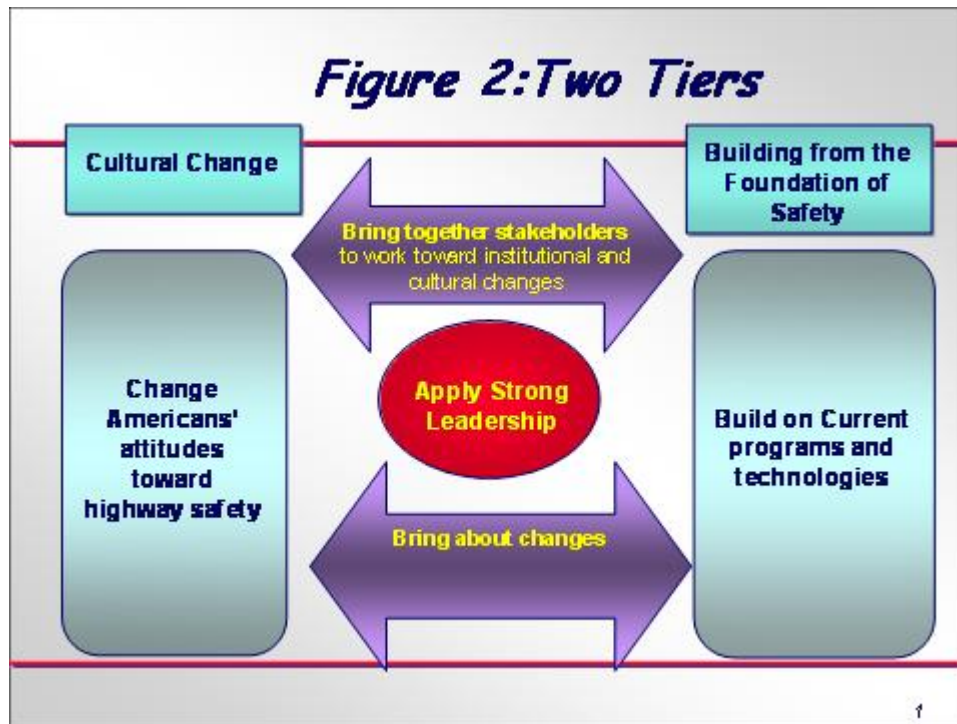 Figure 2:Two Tiers
Cultural Change
Building from the
Foundation of
Safety
Bring together stakeholders
to work toward institutional and
cultural changes
Change
Americans'
attitudes
toward
highway safety
Apply Strong
Leadership
Build on Current
programs and
technologies
Bring about changes
1